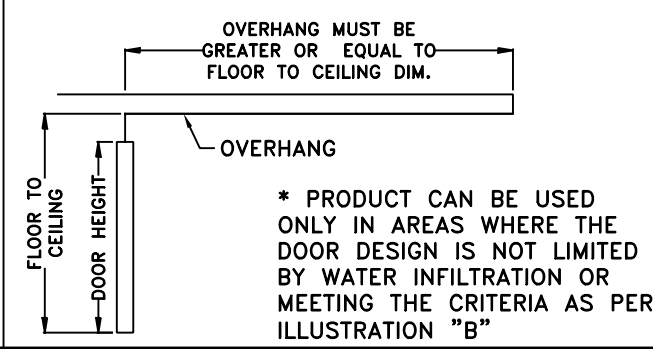 OVERHANG MUST BE
GREATER OR EQUAL TO
FLOOR TO CEILING DIM.
OVERHANG
FLOOR TO
CEILING
DOOR HEIGHT
* PRODUCT CAN BE USED
ONLY IN AREAS WHERE THE
DOOR DESIGN IS NOT LIMITED
BY WATER INFILTRATION OR
MEETING THE CRITERIA AS PER
ILLUSTRATION "B"